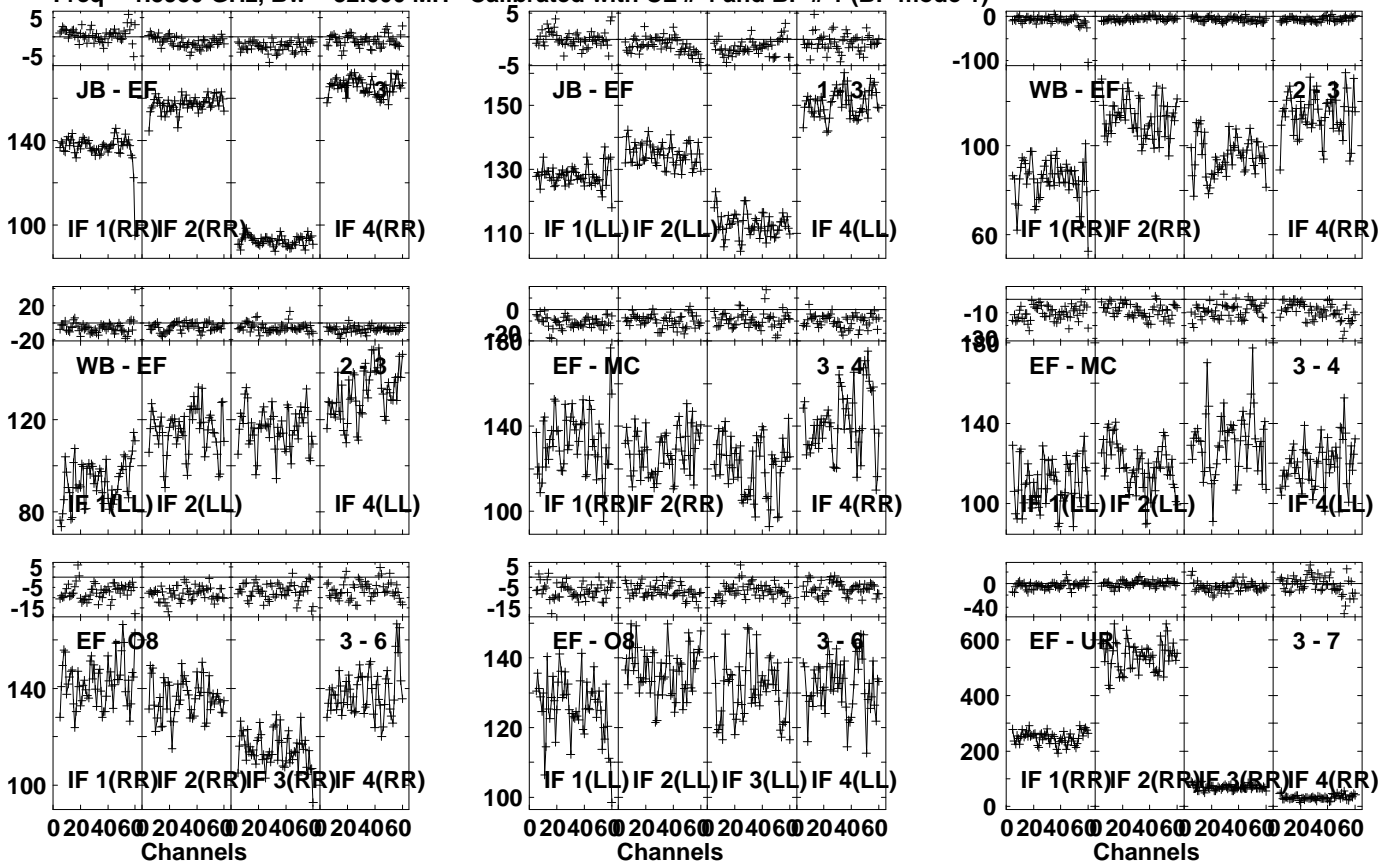 JB - EF 1 - 3
IF 1(RR) IF 2(RR) IF 4(RR)
5
-5
140
100
JB - EF 1 - 3
IF 1(LL) IF 2(LL) IF 4(LL)
5
-5
150
130
110
WB - EF 2 - 3
IF 1(RR) IF 2(RR) IF 4(RR)
0
-100
100
60
WB - EF 2 - 3
IF 1(LL) IF 2(LL) IF 4(LL)
20
-20
120
80
EF - MC 3 - 4
IF 1(RR) IF 2(RR) IF 4(RR)
0
-20
180
140
100
EF - MC 3 - 4
IF 1(LL) IF 2(LL) IF 4(LL)
-10
180
140
100
EF - O8 3 - 6
IF 1(RR) IF 2(RR) IF 3(RR) IF 4(RR)
5
-5
-15
140
100
0 204060 0 204060 0 204060 0 204060
Channels
EF - O8 3 - 6
IF 1(LL) IF 2(LL) IF 3(LL) IF 4(LL)
5
-5
-15
140
120
100
0 204060 0 204060 0 204060 0 204060
Channels
EF - UR 3 - 7
IF 1(RR) IF 2(RR) IF 3(RR) IF 4(RR)
0
-40
600
400
200
0
0 204060 0 204060 0 204060 0 204060
Channels